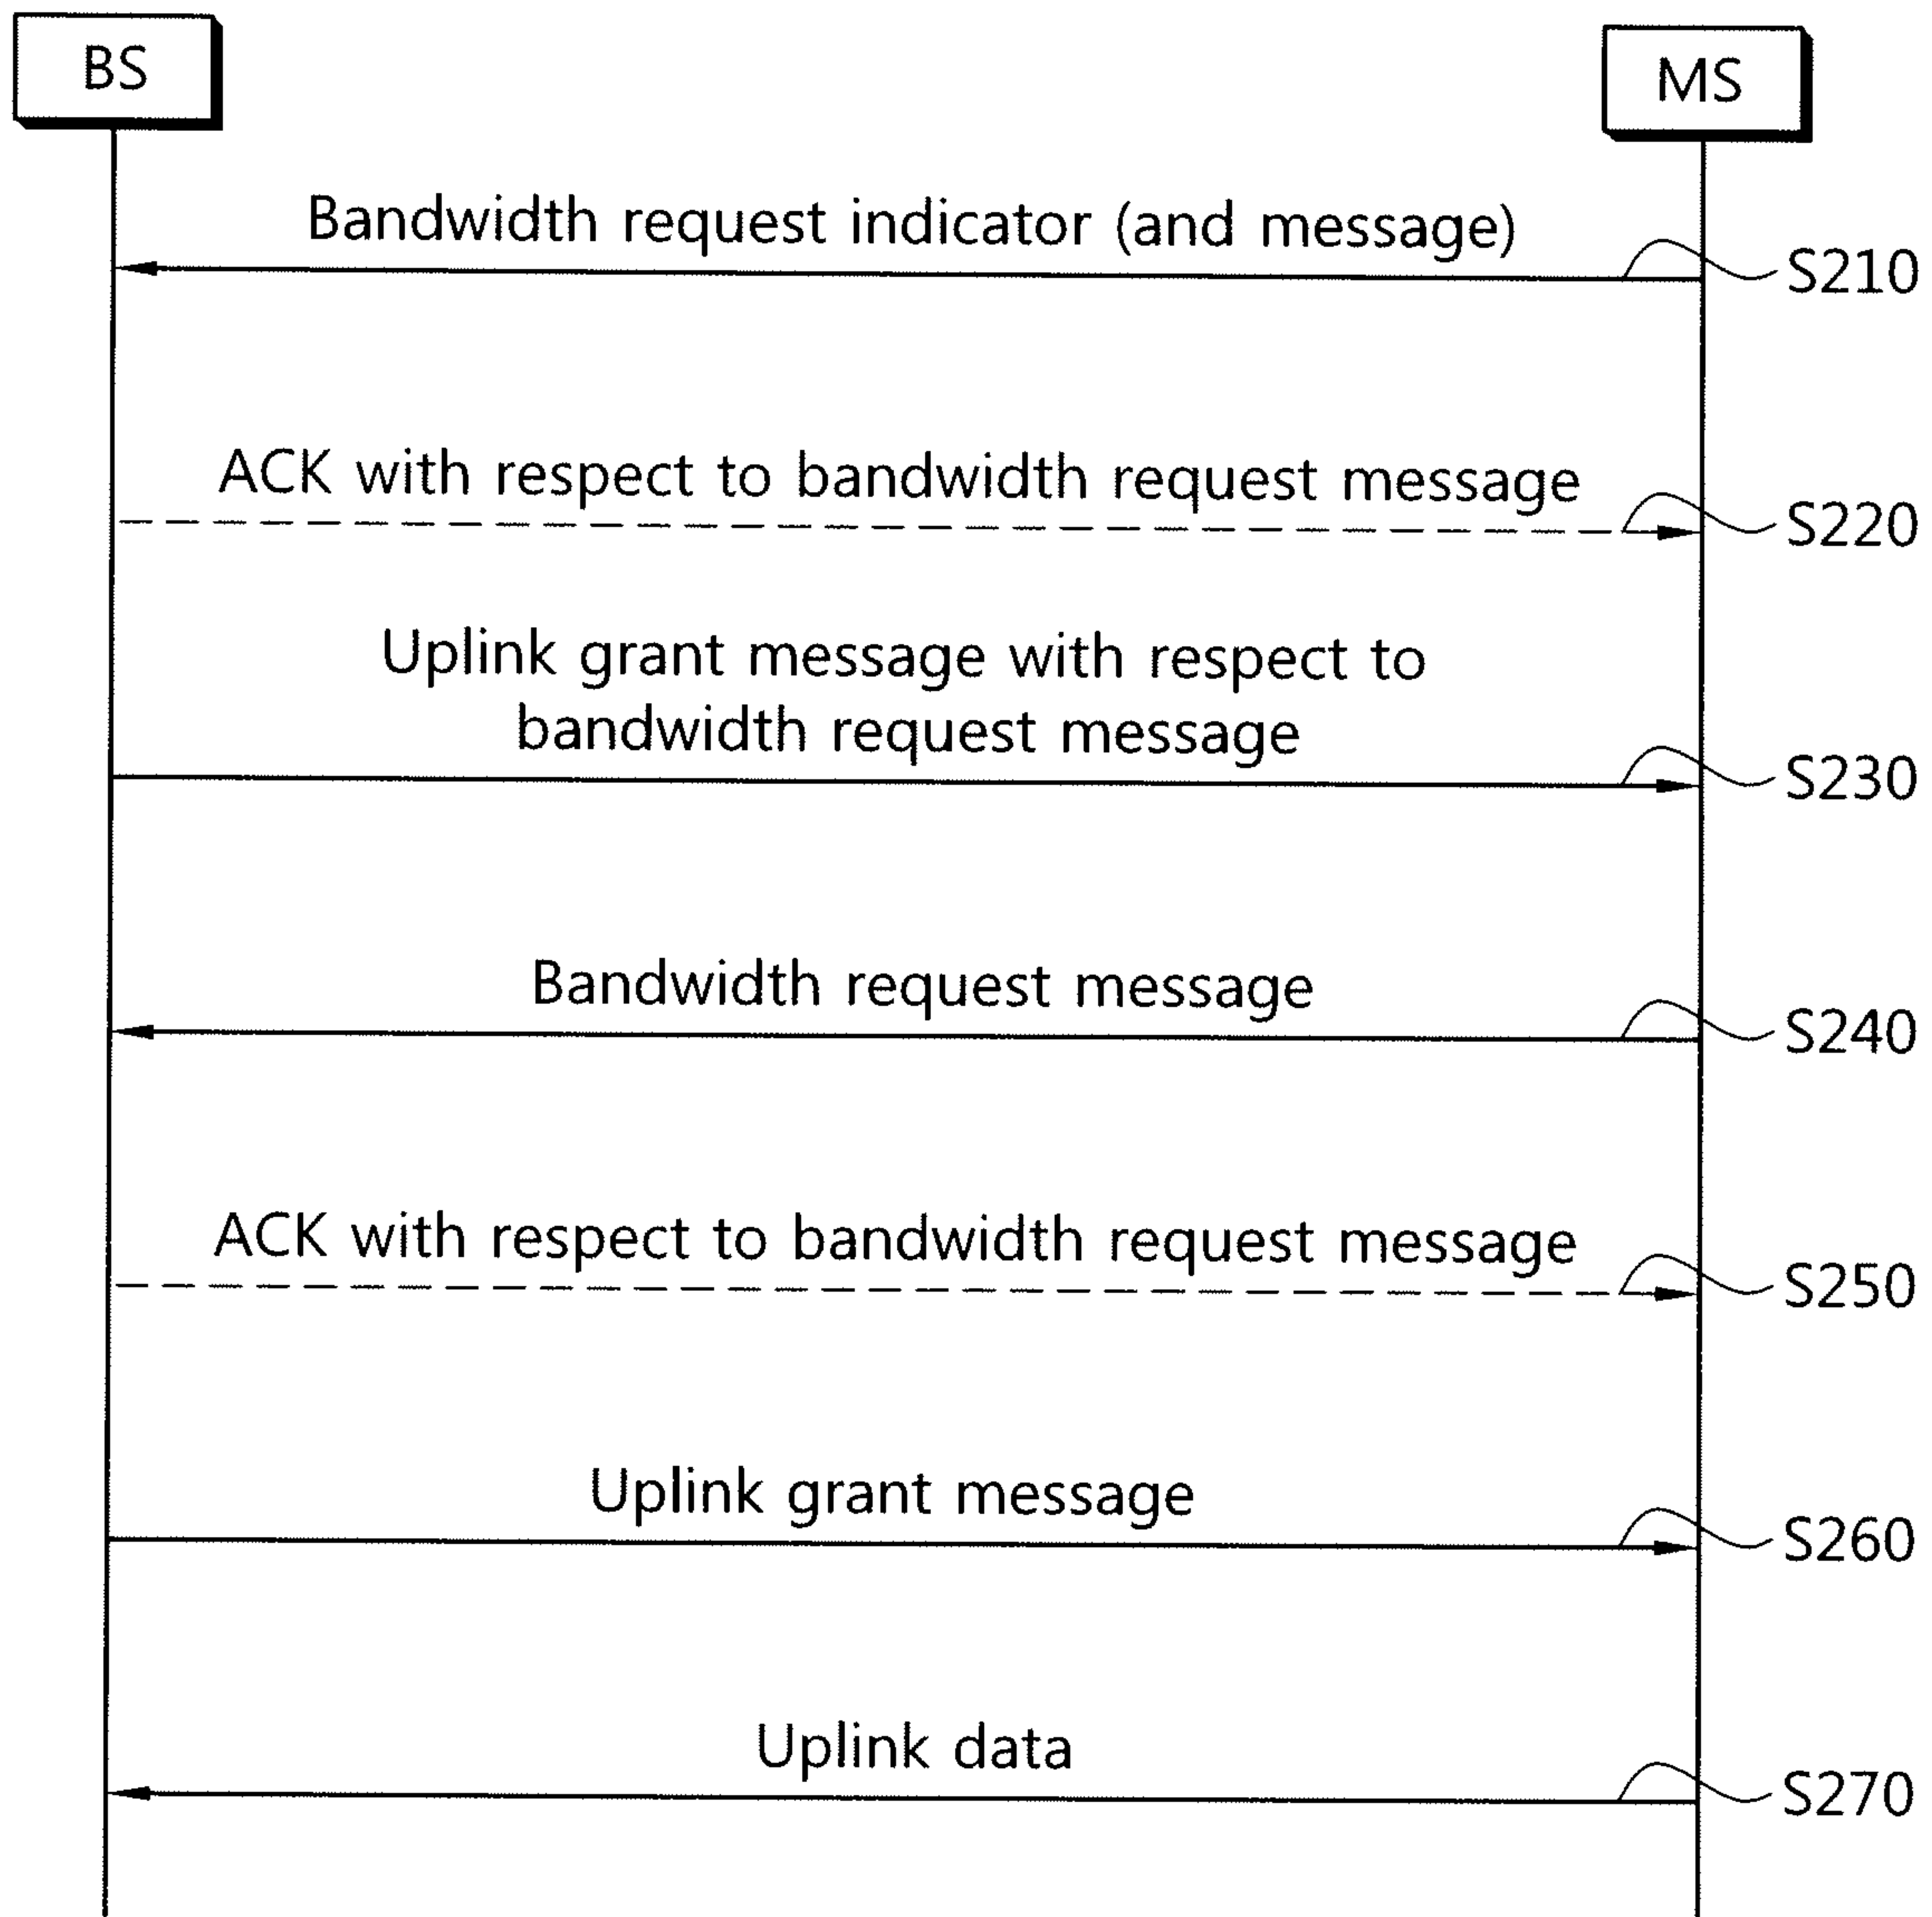 BS
MS
Bandwidth request indicator (and message)
S210
ACK with respect to bandwidth request message
S220
Uplink grant message with respect to
bandwidth request message
S230
Bandwidth request message
S240
ACK with respect to bandwidth request message
S250
Uplink grant message
S260
Uplink data
S270